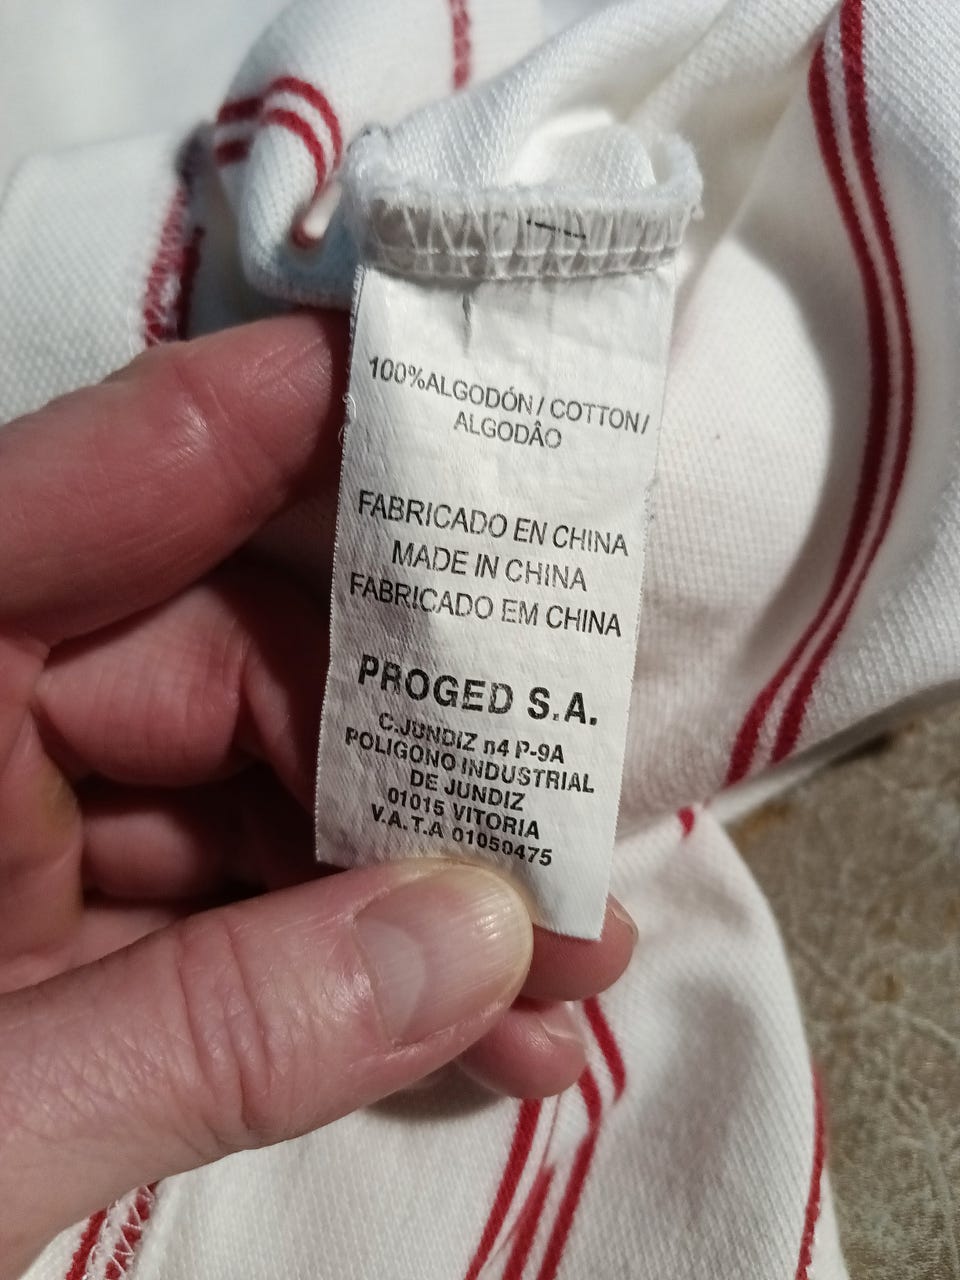 100%ALGODÓN / COTTON /
ALGODÂO
FABRICADO EN CHINA
MADE IN CHINA
FABRICADO EM CHINA
PROGED S.A.
C.JUNDIZ n4 P-9A
POLIGONO INDUSTRIAL
DE JUNDIZ
01015 VITORIA
V.A.T.A 01050475